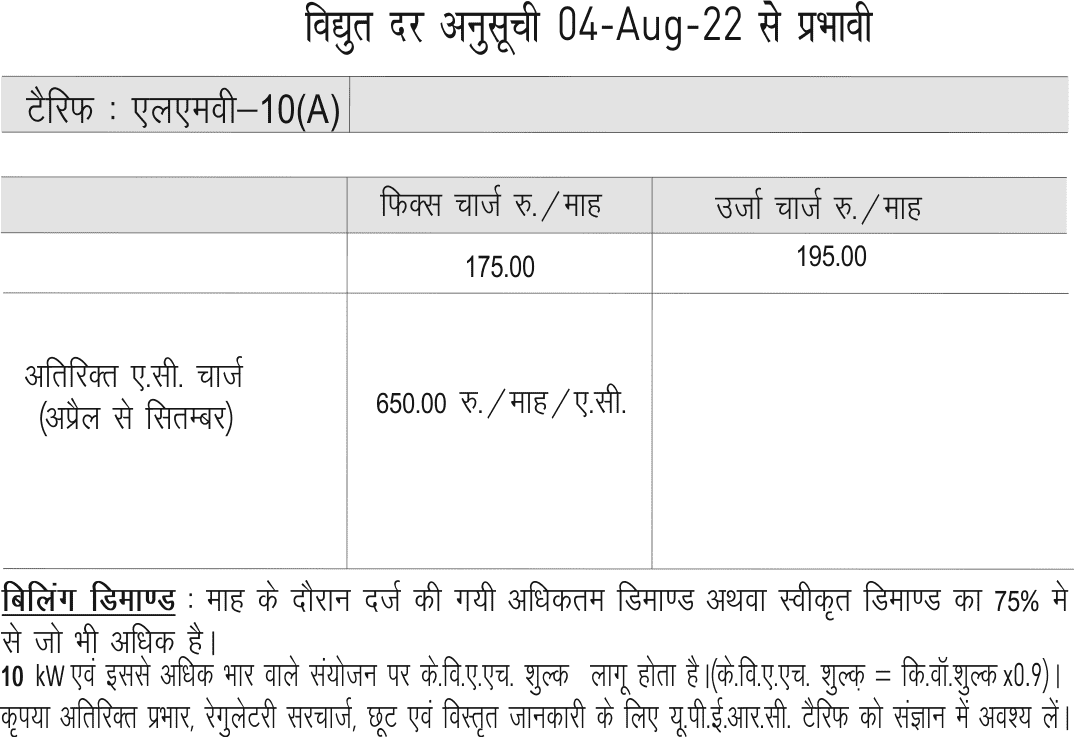 विद्युत दर अनुसूची 04-Aug-22 से प्रभावी
टैरिफ : एलएमवी–10(A)
फिक्स चार्ज रु./माह उर्जा चार्ज रु./माह
175.00 195.00
अतिरिक्त ए.सी. चार्ज
(अप्रैल से सितम्बर)
650.00 रु./माह/ए.सी.
बिलिंग डिमाण्ड : माह के दौरान दर्ज की गयी अधिकतम डिमाण्ड अथवा स्वीकृत डिमाण्ड का 75% मे
से जो भी अधिक है।
10 kW एवं इससे अधिक भार वाले संयोजन पर के.वि.ए.एच. शुल्क लागू होता है।(के.वि.ए.एच. शुल्क़ = कि.वॉ.शुल्क x0.9)।
कृपया अतिरिक्त प्रभार, रेगुलेटरी सरचार्ज, छूट एवं विस्तृत जानकारी के लिए यू.पी.ई.आर.सी. टैरिफ को संज्ञान में अवश्य लें।